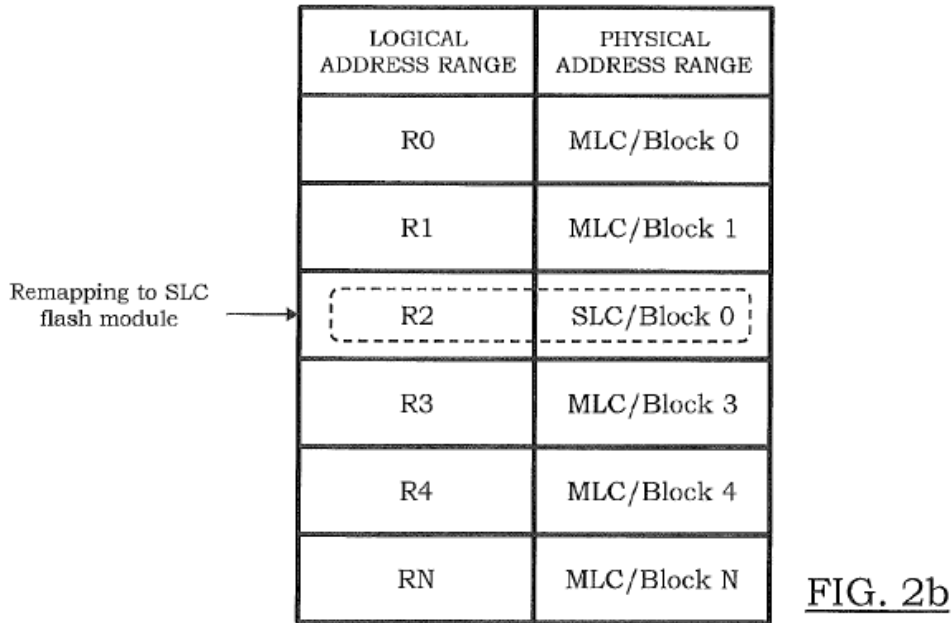 LOGICAL
ADDRESS RANGE
PHYSICAL
ADDRESS RANGE
R0
MLC/Block 0
R1
MLC/Block 1
Remapping to SLC
flash module
R2
SLC/Block 0
R3
MLC/Block 3
R4
MLC/Block 4
RN
MLC/Block N
FIG. 2b